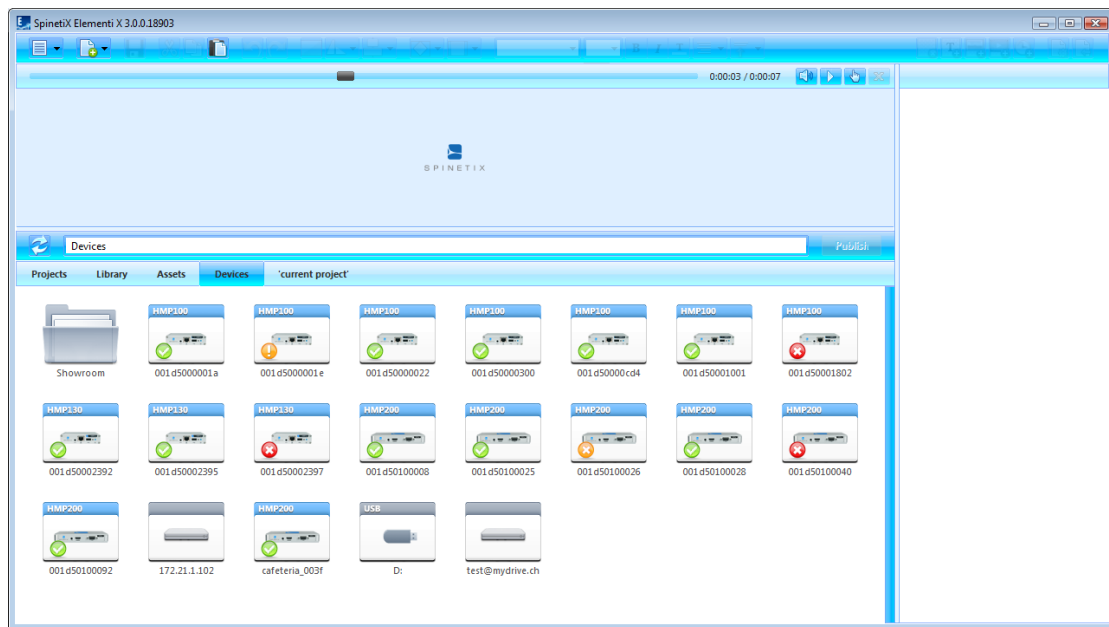 SpinetiX Elementi X 3.0.0.18903
B I
0:00:03 / 0:00:07
SPINETIX
Devices
Publish
Projects Library Assets Devices 'current project'
HMP100 HMP100 HMP100 HMP100 HMP100 HMP100 HMP100
Showroom 001d5000001a 001d5000001e 001d50000022 001d50000300 001d50000cd4 001d50001001 001d50001802
HMP130 HMP130 HMP130 HMP200 HMP200 HMP200 HMP200 HMP200
001d50002392 001d50002395 001d50002397 001d50100008 001d50100025 001d50100026 001d50100028 001d50100040
HMP200 HMP200 USB
001d50100092 172.21.1.102 cafeteria_003f D: test@mydrive.ch